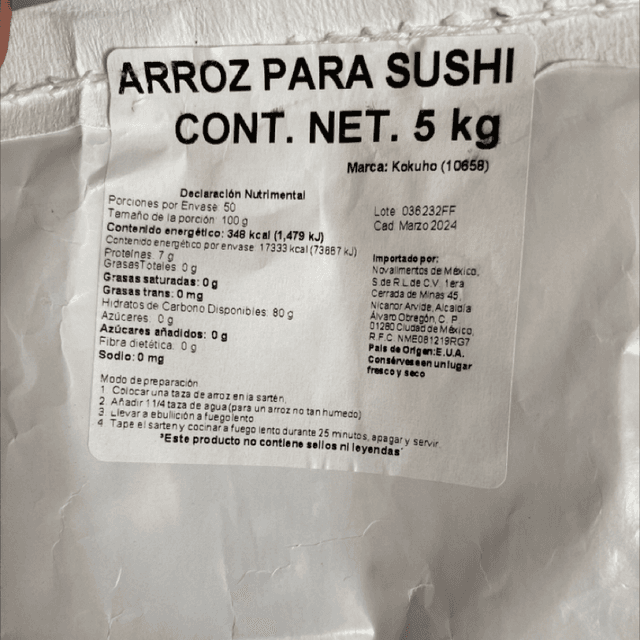 ARROZ PARA SUSHI
CONT. NET. 5 kg
Marca: Kokuho (10658)
Declaración Nutrimental
Porciones por Envase: 50
Tamaño de la porción: 100 g
Contenido energético: 348 kcal (1,479 kJ)
Contenido energético por envase: 17333 kcal (73887 kJ)
Proteínas: 7 g
Grasas Totales: 0 g
Grasas saturadas: 0 g
Grasas trans: 0 mg
Hidratos de Carbono Disponibles: 80 g
Azúceres: 0 g
Azúcares añadidos: 0 g
Fibra dietética: 0 g
Sodio: 0 mg
Lote: 036232FF
Cad: Marzo 2024
Importado por:
Novalimentos de México,
S de R.L de C.V. 1era
Cerrada de Minas 45,
Nicanor Arvide, Alcaldía
Álvaro Obregón, C. P.
01280 Ciudad de México,
R.F.C. NME081219RG7
País de Origen: E.U.A.
Consérvese en un lugar
fresco y seco
Modo de preparación
1 Colocar una taza de arroz en la sartén,
2 Añadir 1 1/4 taza de agua (para un arroz no tan humedo)
3 Llevar a ebullición a fuego lento
4 Tape el sarten y cocinar a fuego lento durante 25 minutos, apagar y servir.
"Este producto no contiene sellos ni leyendas"